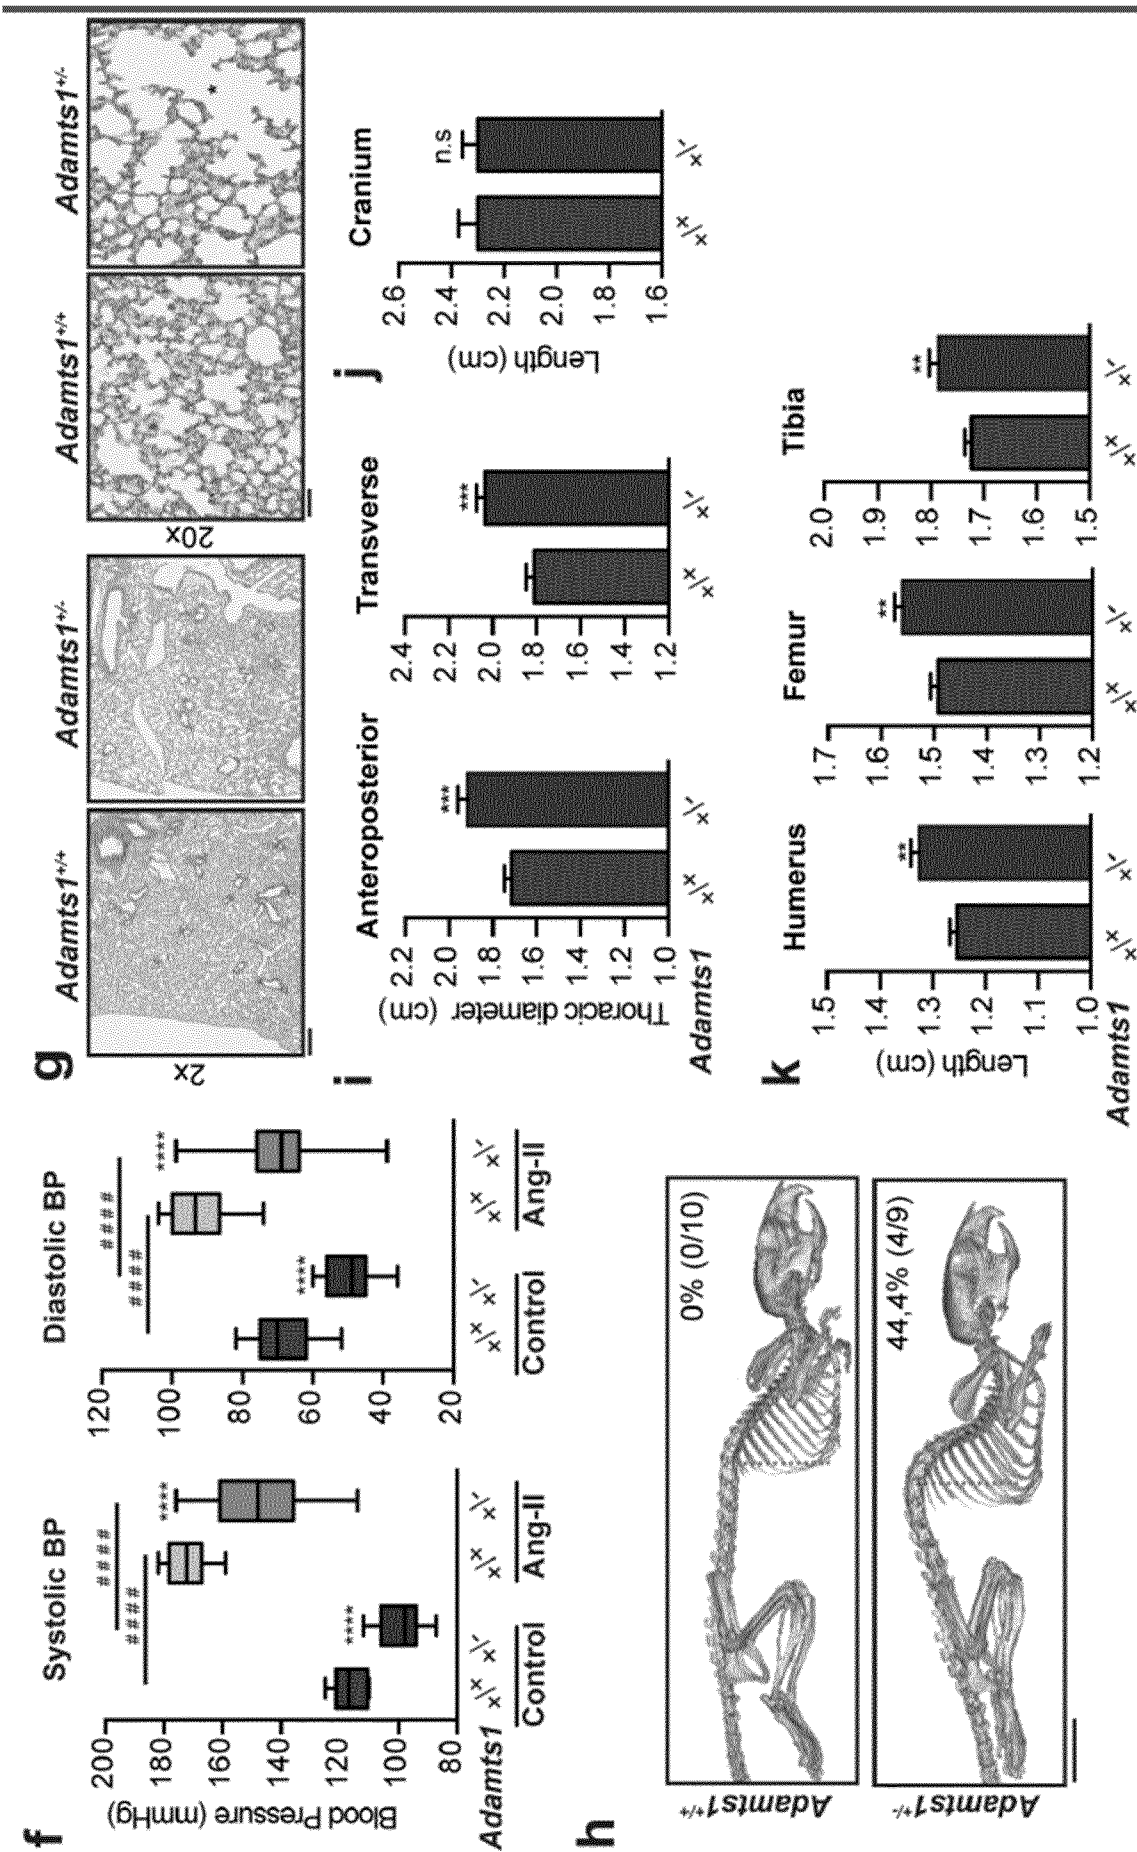 f
Systolic BP
Diastolic BP
Blood Pressure (mmHg)
200
180
160
140
120
100
80
####
####
****
****
120
100
80
60
40
20
####
####
****
****
Adamts1
+/+ +/- +/+ +/-
Control Ang-II
+/+ +/- +/+ +/-
Control Ang-II
g
Adamts1+/+
Adamts1+/-
Adamts1+/+
Adamts1+/-
2x
20x
*
h
Adamts1+/+
0% (0/10)
Adamts1+/-
44,4% (4/9)
i
Anteroposterior
Transverse
Thoracic diameter (cm)
2.2
2.0
1.8
1.6
1.4
1.2
1.0
***
2.4
2.2
2.0
1.8
1.6
1.4
1.2
***
Adamts1
+/+ +/-
+/+ +/-
j
Cranium
Length (cm)
2.6
2.4
2.2
2.0
1.8
1.6
n.s
+/+ +/-
k
Humerus
Femur
Tibia
Length (cm)
1.5
1.4
1.3
1.2
1.1
1.0
**
1.7
1.6
1.5
1.4
1.3
1.2
**
2.0
1.9
1.8
1.7
1.6
1.5
**
Adamts1
+/+ +/-
+/+ +/-
+/+ +/-